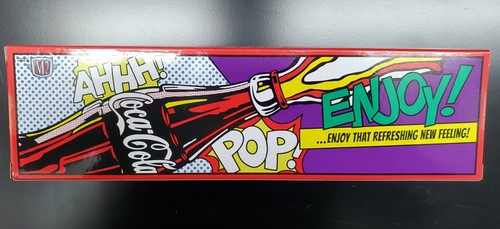 AHHH!
Coca-Cola
POP!
ENJOY!
...ENJOY THAT REFRESHING NEW FEELING!